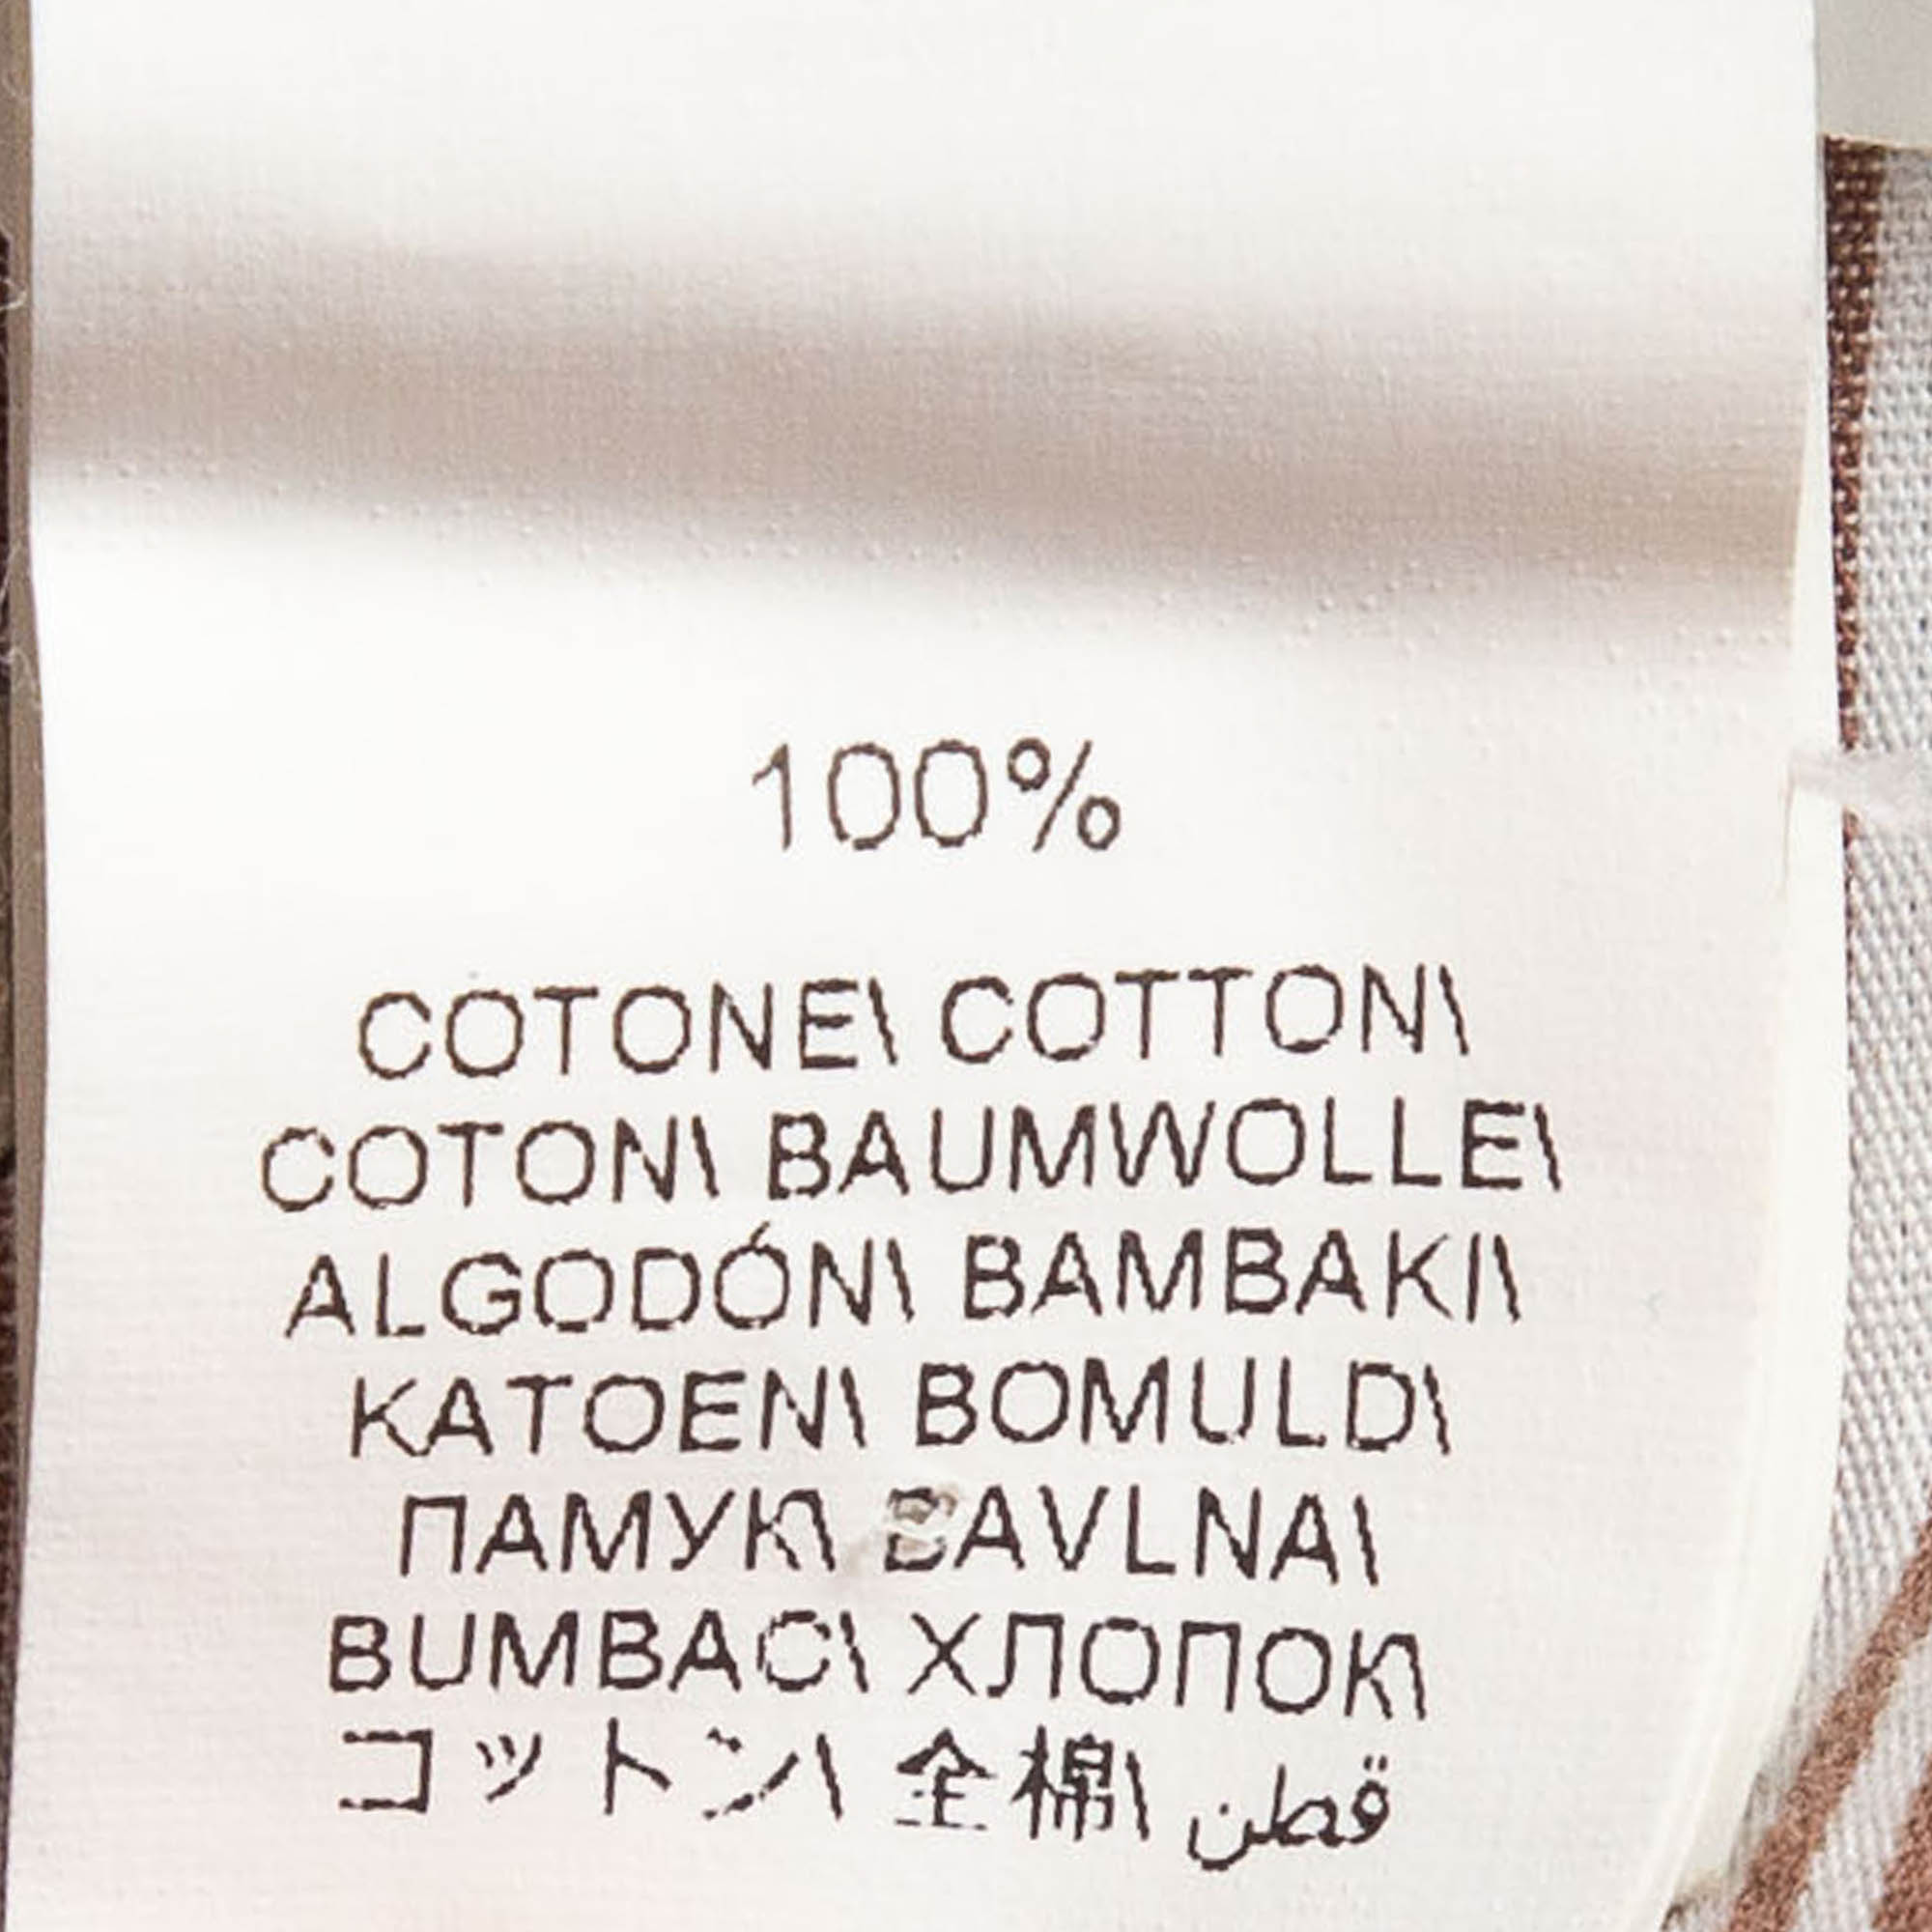 100%
COTONE\ COTTON\
COTON\ BAUMWOLLE\
ALGODÓN\ BAMBAKI\
KATOEN\ BOMULD\
ПАМУК\ BAVLNA\
BUMBAC\ ХЛОПОК\
コットン\ 全棉\ قطن